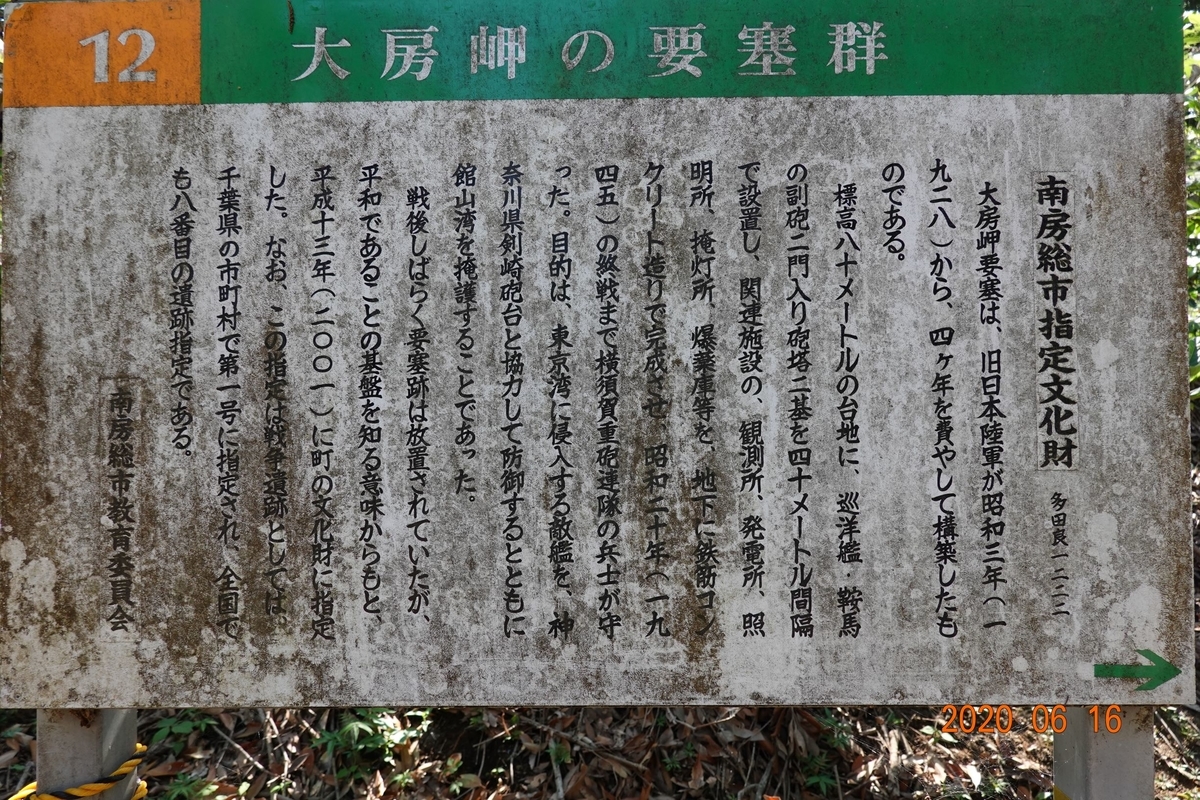 12
大房岬の要塞群
南房総市指定文化財
多田良一二二二
大房岬要塞は、旧日本陸軍が昭和三年（一
九二八）から、四ヶ年を費やして構築したも
のである。
標高八十メートルの台地に、巡洋艦・鞍馬
の副砲二門入り砲塔二基を四十メートル間隔
で設置し、関連施設の、観測所、発電所、照
明所、掩灯所、爆薬庫等を、地下に鉄筋コン
クリート造りで完成させ、昭和二十年（一九
四五）の終戦まで横須賀重砲連隊の兵士が守
った。目的は、東京湾に侵入する敵艦を、神
奈川県剣崎砲台と協力して防御するとともに
館山湾を掩護することであった。
戦後しばらく要塞跡は放置されていたが、
平和であることの基盤を知る意味からもと、
平成十三年（二〇〇一）に町の文化財に指定
した。なお、この指定は戦争遺跡としては、
千葉県の市町村で第一号に指定され、全国で
も八番目の遺跡指定である。
南房総市教育委員会
2020 06 16